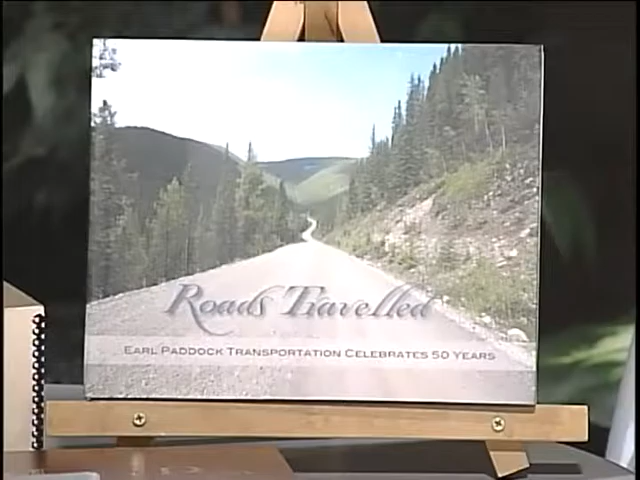 Roads Travelled
EARL PADDOCK TRANSPORTATION CELEBRATES 50 YEARS